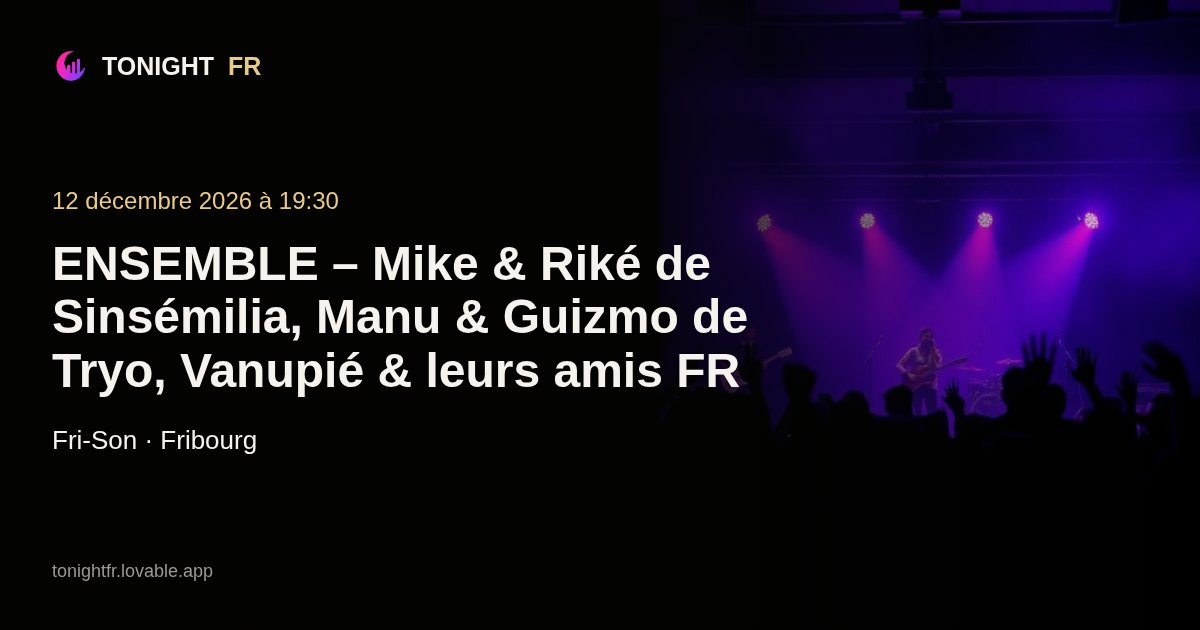 TONIGHT FR
12 décembre 2026 à 19:30
ENSEMBLE – Mike & Riké de
Sinsémilia, Manu & Guizmo de
Tryo, Vanupié & leurs amis FR
Fri-Son · Fribourg
tonightfr.lovable.app